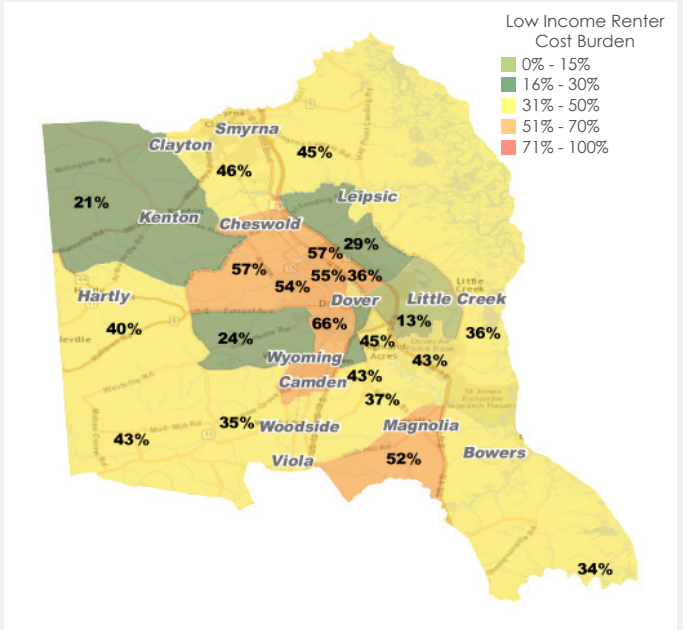 Low Income Renter
Cost Burden
0% - 15%
16% - 30%
31% - 50%
51% - 70%
71% - 100%
Smyrna
Clayton
45%
46%
21%
Leipsic
Kenton
Cheswold
29%
57%
57%
55%
36%
54%
Hartly
Dover
Little Creek
Little
Creek
40%
66%
13%
36%
24%
45%
Wyoming
43%
Camden
43%
37%
35%
Woodside
Magnolia
43%
Viola
52%
Bowers
34%